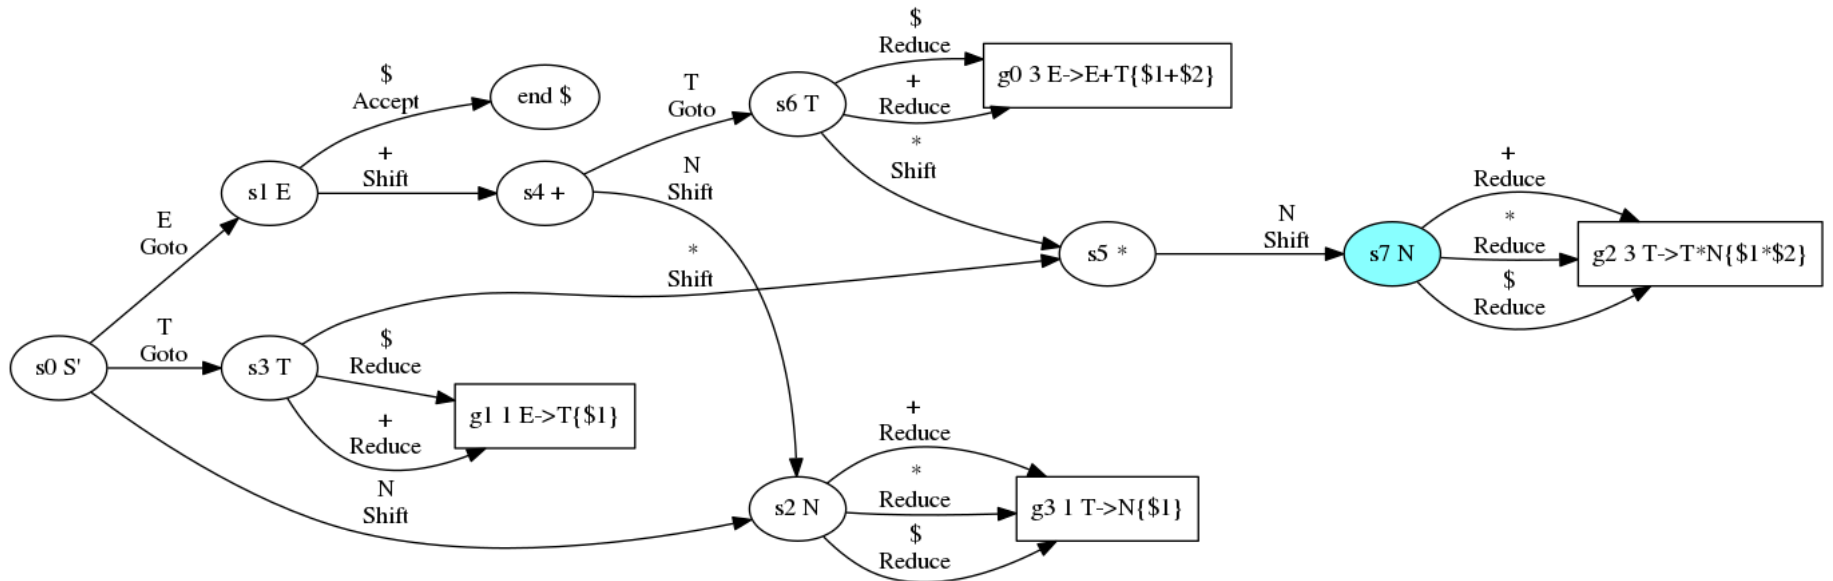 $
Reduce
g0 3 E->E+T{$1+$2}
+
Reduce
s6 T
T
Goto
$
Accept
end $
*
Shift
+
Shift
s1 E
s4 +
N
Shift
E
Goto
+
Reduce
*
Reduce
g2 3 T->T*N{$1*$2}
$
Reduce
s7 N
N
Shift
s5 *
*
Shift
s0 S'
T
Goto
s3 T
$
Reduce
g1 1 E->T{$1}
+
Reduce
N
Shift
+
Reduce
s2 N
*
Reduce
g3 1 T->N{$1}
$
Reduce